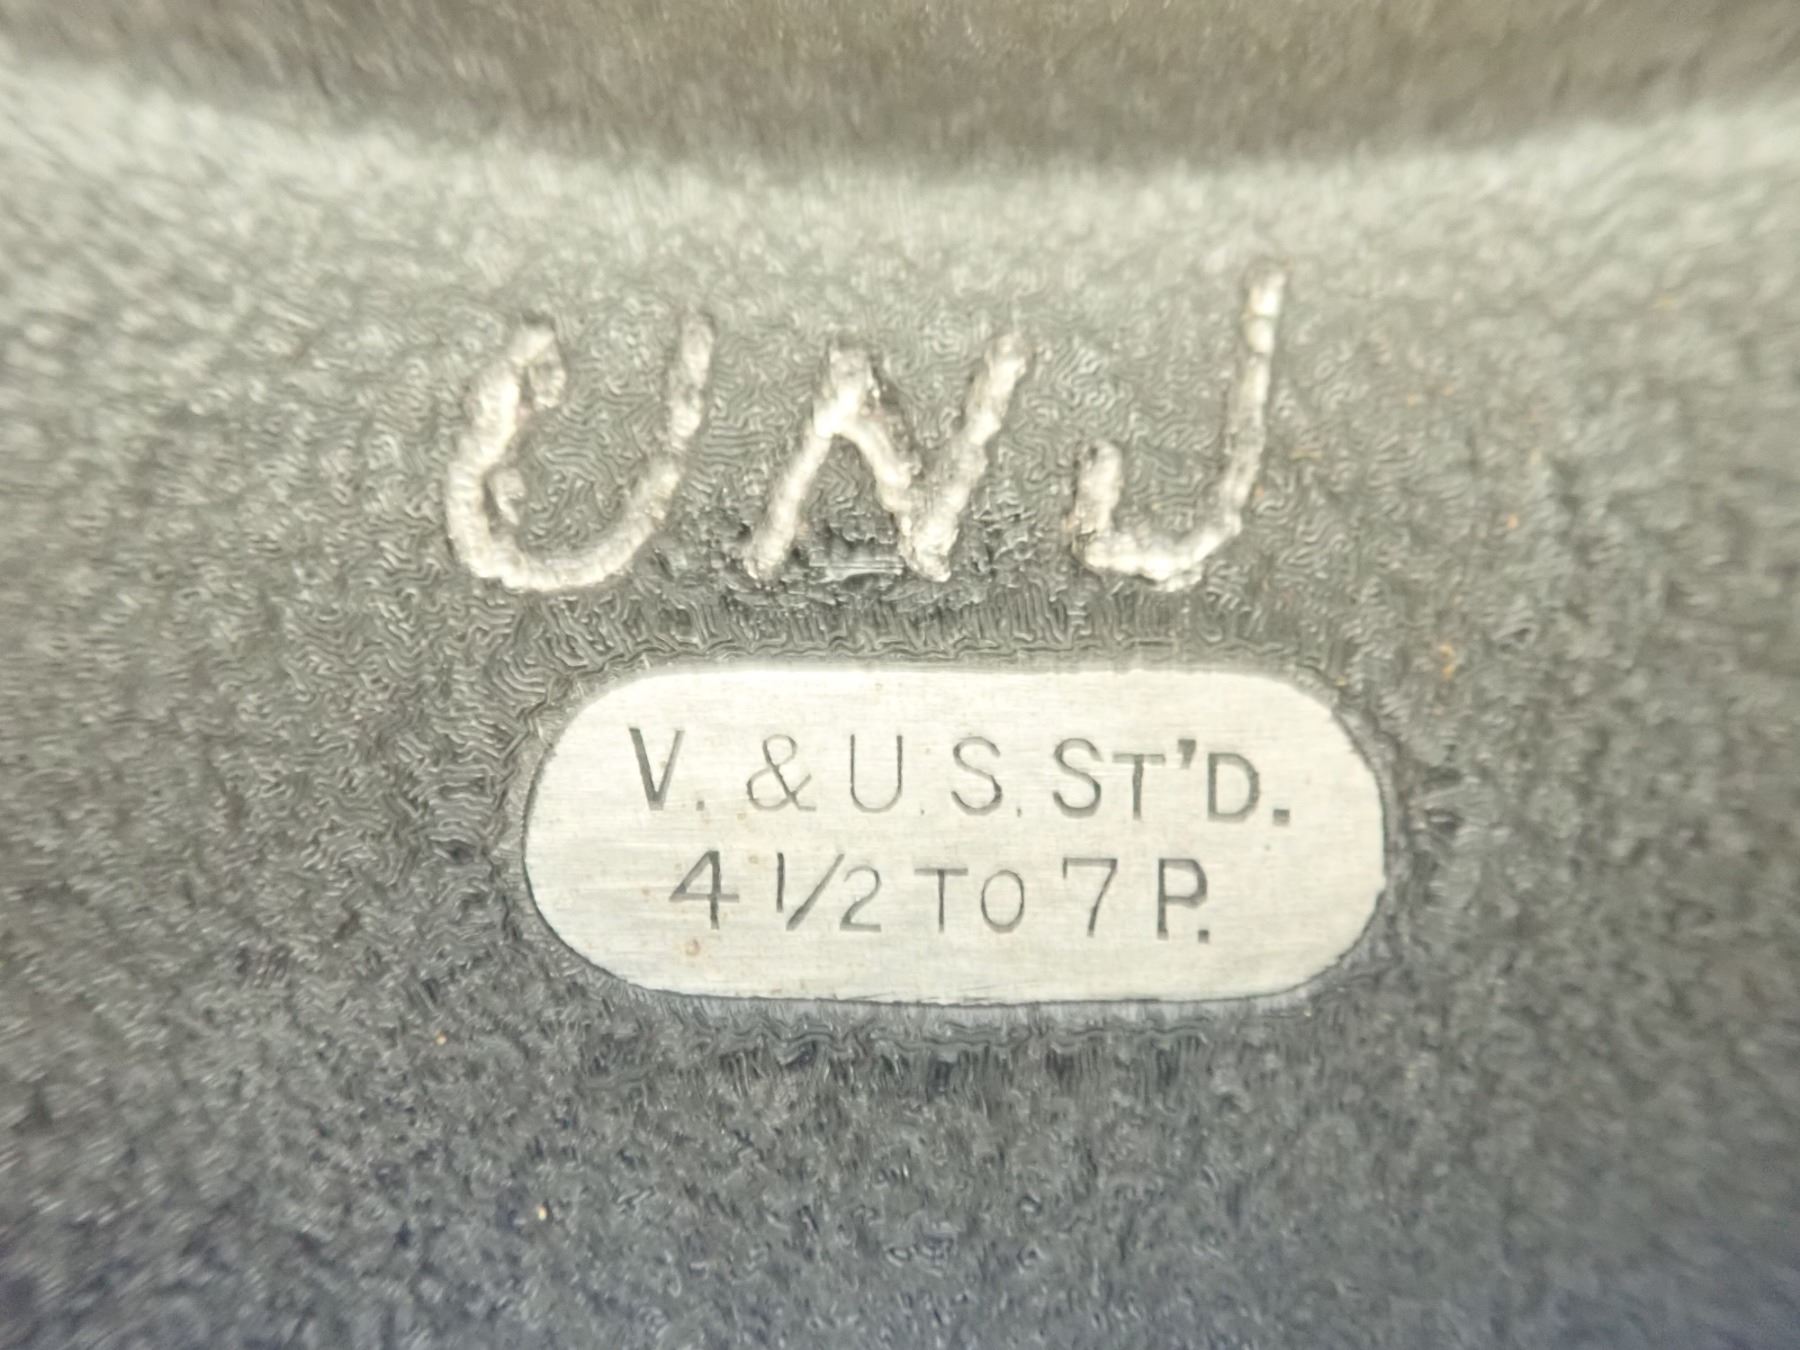 UNJ
V. & U.S. ST'D.
4 1/2 TO 7 P.